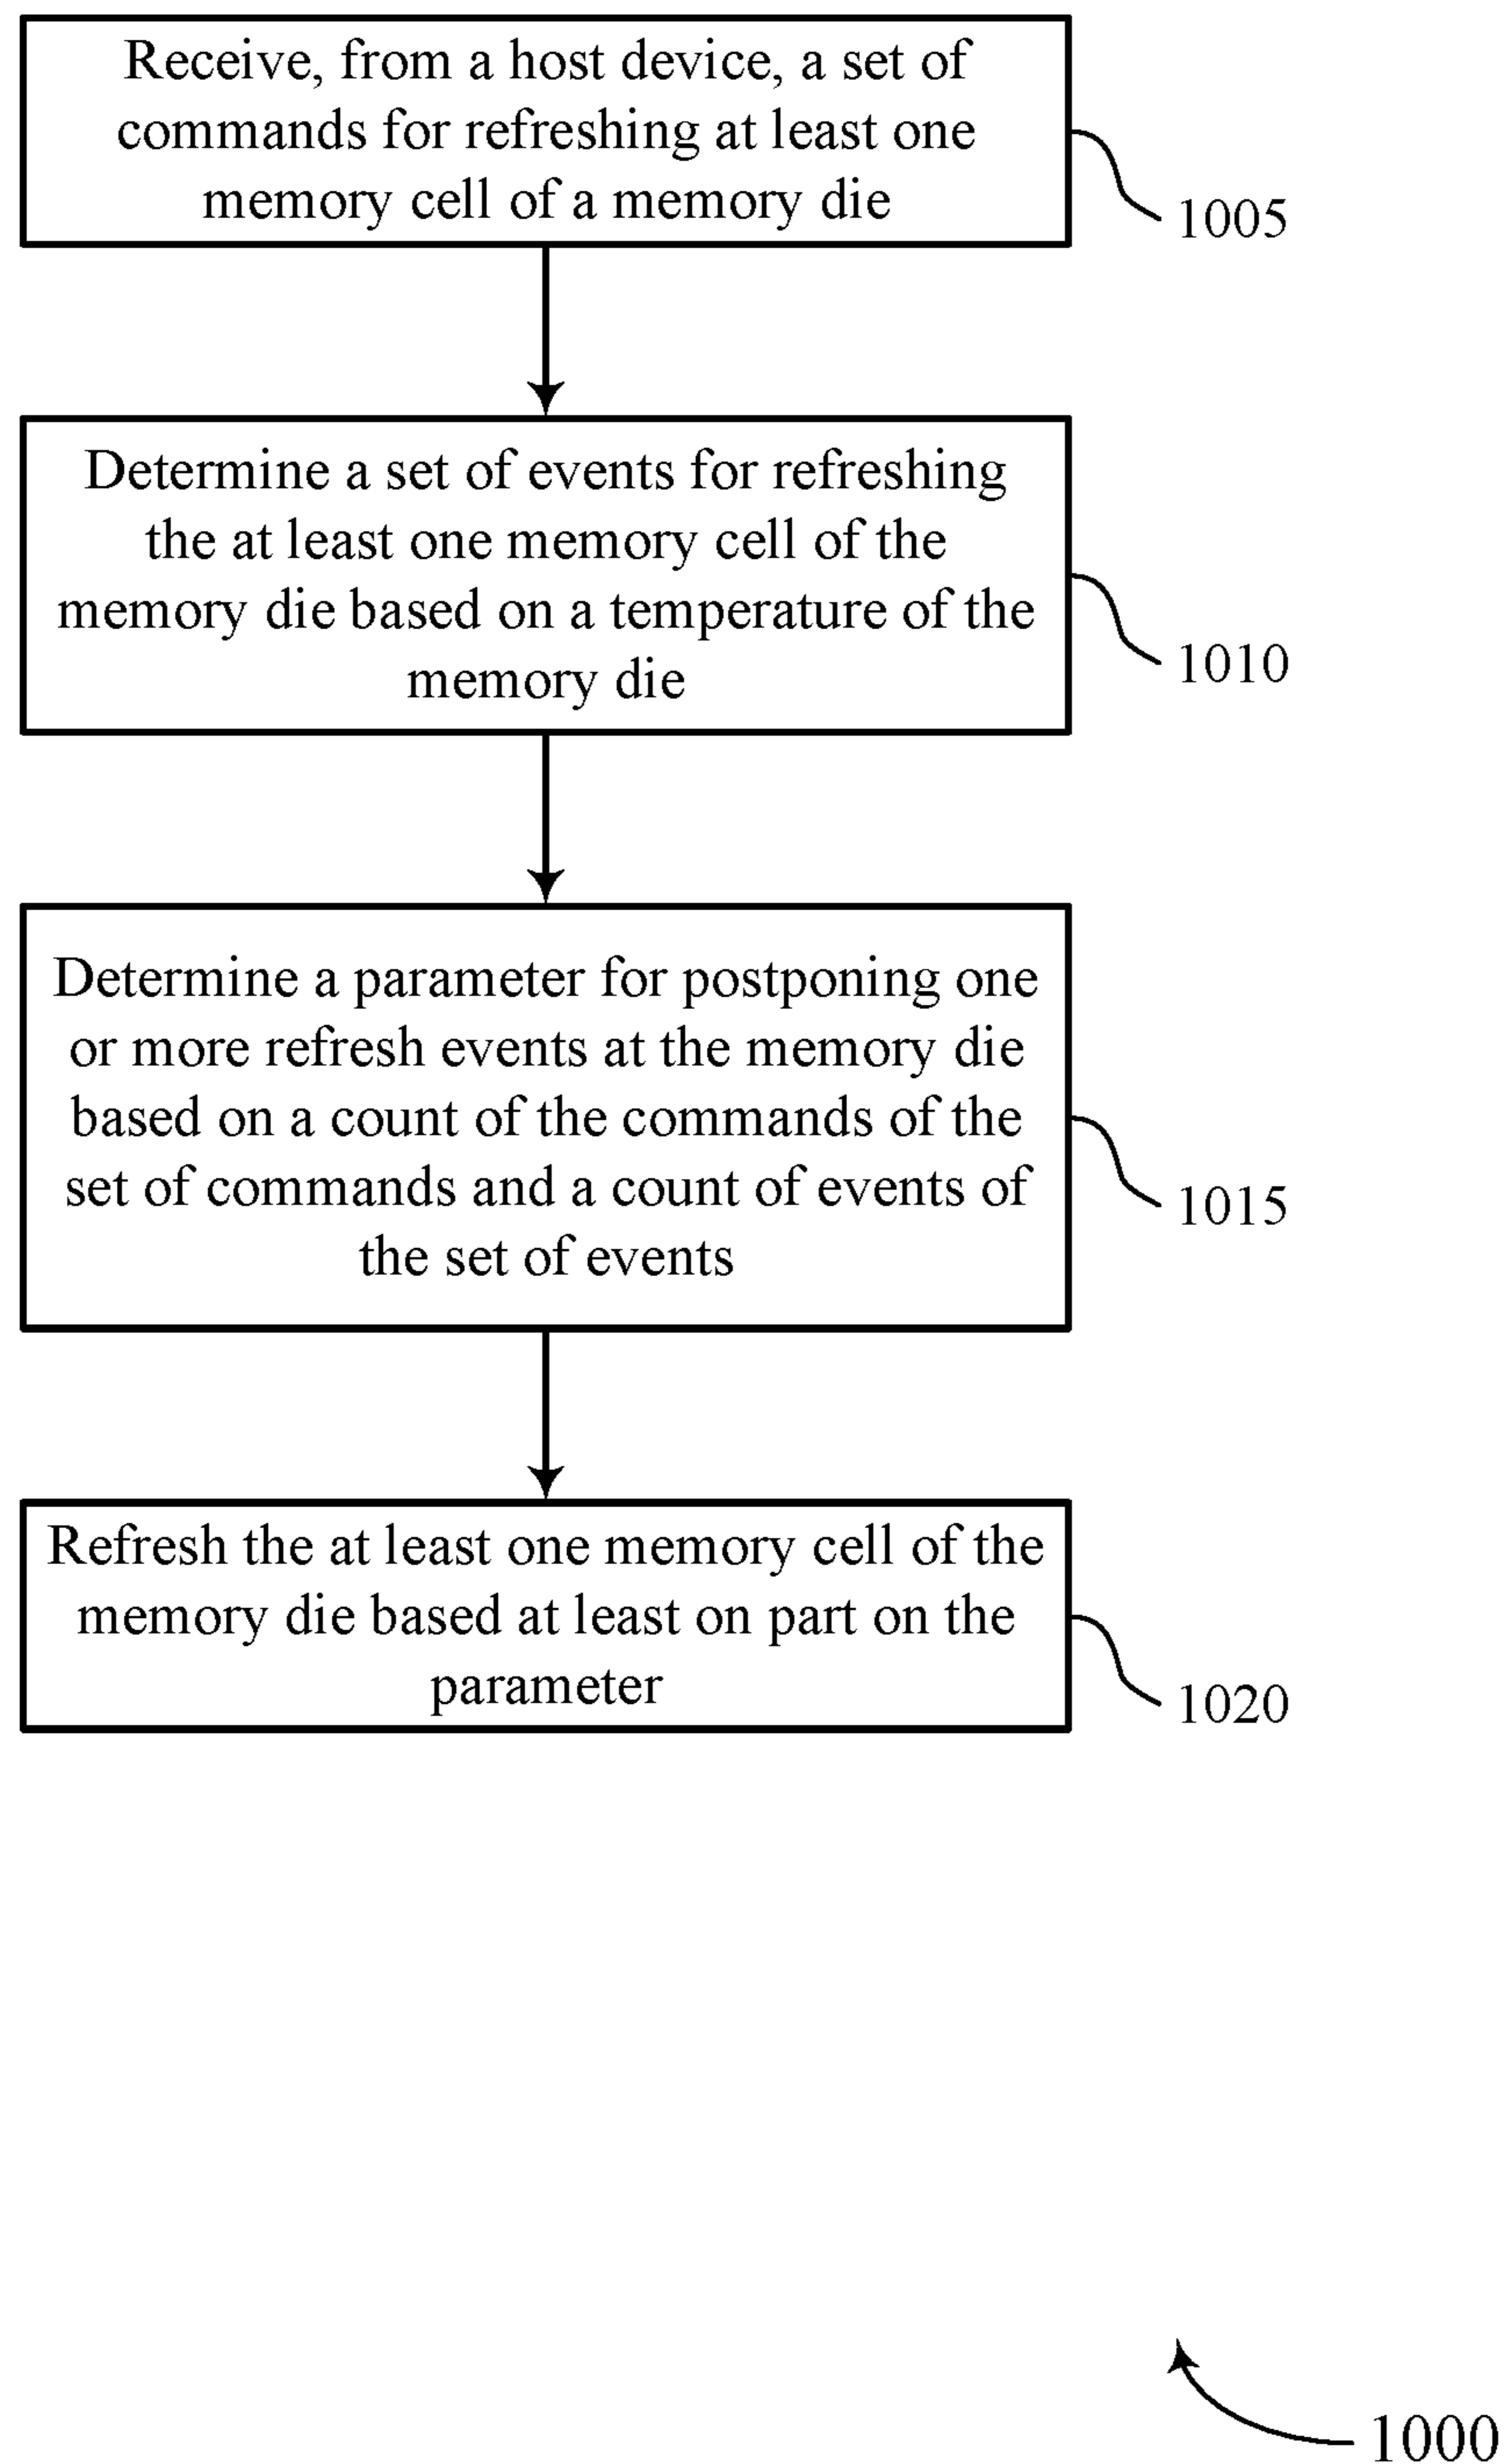 Receive, from a host device, a set of
commands for refreshing at least one
memory cell of a memory die
1005
Determine a set of events for refreshing
the at least one memory cell of the
memory die based on a temperature of the
memory die
1010
Determine a parameter for postponing one
or more refresh events at the memory die
based on a count of the commands of the
set of commands and a count of events of
the set of events
1015
Refresh the at least one memory cell of the
memory die based at least on part on the
parameter
1020
1000